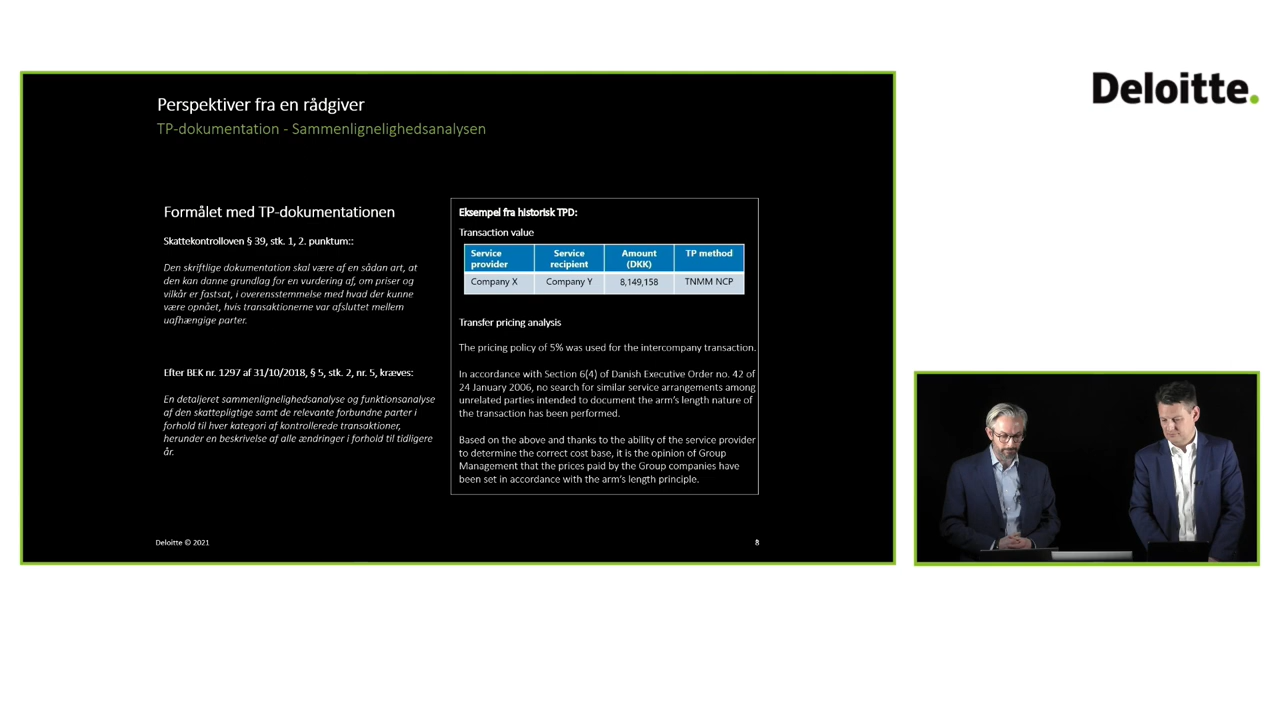 Deloitte.
Perspektiver fra en rådgiver
TP-dokumentation - Sammenlignelighedsanalysen
Formålet med TP-dokumentationen
Skattekontrolloven § 39, stk. 1, 2. punktum::
Den skriftlige dokumentation skal være af en sådan art, at
den kan danne grundlag for en vurdering af, om priser og
vilkår er fastsat, i overensstemmelse med hvad der kunne
være opnået, hvis transaktionerne var afsluttet mellem
uafhængige parter.
Efter BEK nr. 1297 af 31/10/2018, § 5, stk. 2, nr. 5, kræves:
En detaljeret sammenlignelighedsanalyse og funktionsanalyse
af den skattepligtige samt de relevante forbundne parter i
forhold til hver kategori af kontrollerede transaktioner,
herunder en beskrivelse af alle ændringer i forhold til tidligere
år.
Eksempel fra historisk TPD:
Transaction value
Service provider Service recipient Amount (DKK) TP method
Company X Company Y 8,149,158 TNMM NCP
Transfer pricing analysis
The pricing policy of 5% was used for the intercompany transaction.
In accordance with Section 6(4) of Danish Executive Order no. 42 of
24 January 2006, no search for similar service arrangements among
unrelated parties intended to document the arm's length nature of
the transaction has been performed.
Based on the above and thanks to the ability of the service provider
to determine the correct cost base, it is the opinion of Group
Management that the prices paid by the Group companies have
been set in accordance with the arm's length principle.
Deloitte © 2021
8